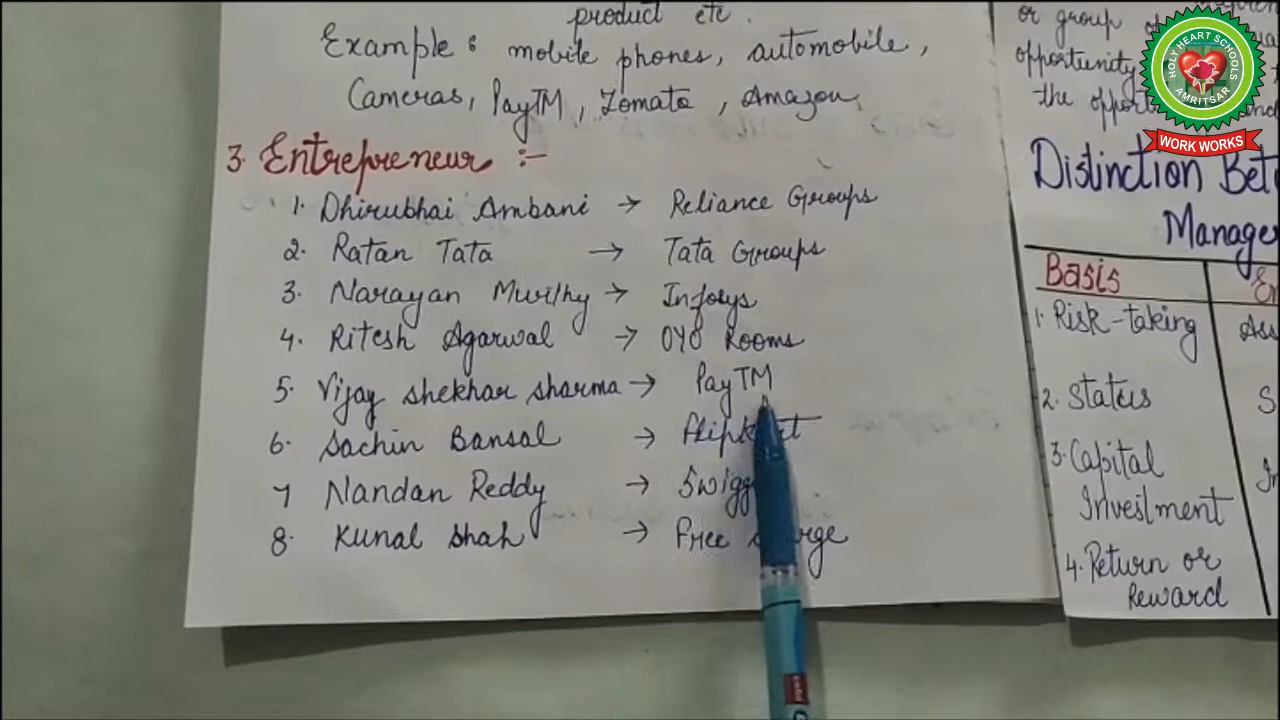 product etc.
Example : mobile phones, automobile,
Cameras, PayTM, Zomato, Amazon
3. Entrepreneur :-
1. Dhirubhai Ambani → Reliance Groups
2. Ratan Tata → Tata Groups
3. Narayan Murthy → Infosys
4. Ritesh Agarwal → OYO Rooms
5. Vijay Shekhar Sharma → PayTM
6. Sachin Bansal → Flipkart
7 Nandan Reddy → Swigg
8. Kunal Shah → Free
or group of
opportunity
the
Distinction Bet
Manager
Basis
1. Risk-taking
2. Status
3. Capital
Investment
4. Return or
Reward
HOLY HEART SCHOOLS
AMRITSAR
WORK WORKS